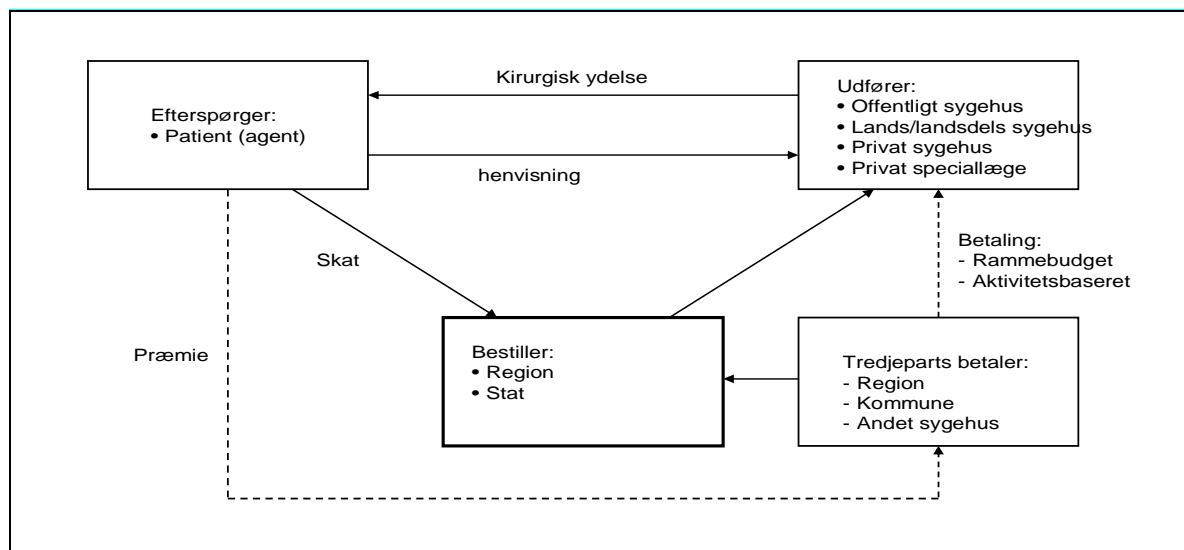 Kirurgisk ydelse
Efterspørger:
• Patient (agent)
Udfører:
• Offentligt sygehus
• Lands/landsdels sygehus
• Privat sygehus
• Privat speciallæge
henvisning
Skat
Betaling:
- Rammebudget
- Aktivitetsbaseret
Præmie
Bestiller:
• Region
• Stat
Tredjeparts betaler:
- Region
- Kommune
- Andet sygehus